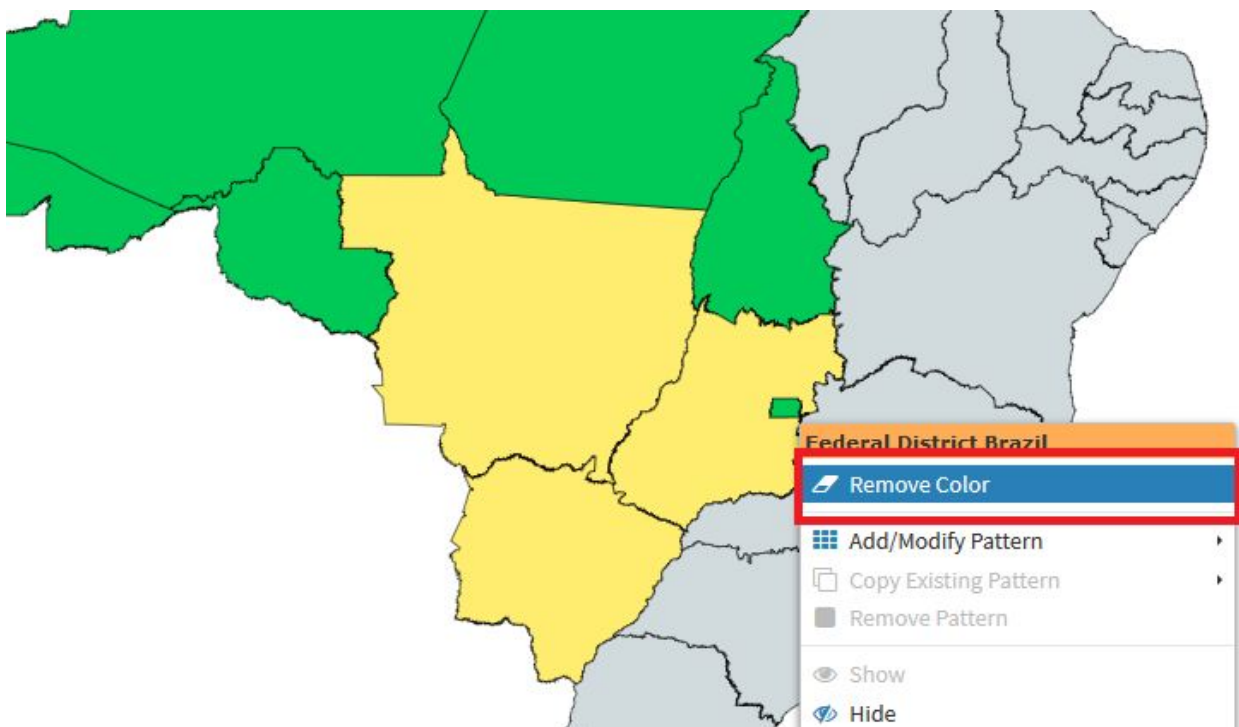 Federal District Brazil
Remove Color
Add/Modify Pattern
Copy Existing Pattern
Remove Pattern
Show
Hide